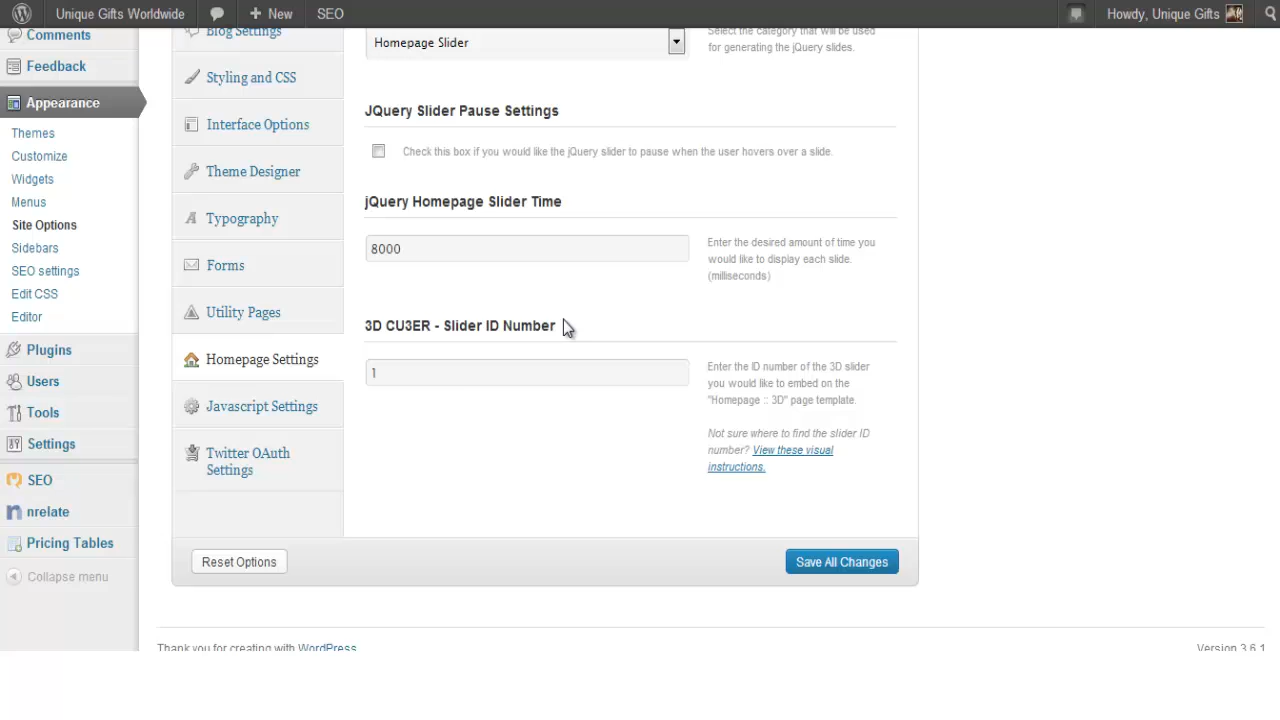 Unique Gifts Worldwide
New
SEO
Howdy, Unique Gifts
Comments
Feedback
Appearance
Themes
Customize
Widgets
Menus
Site Options
Sidebars
SEO settings
Edit CSS
Editor
Plugins
Users
Tools
Settings
SEO
nrelate
Pricing Tables
Collapse menu
Blog Settings
Styling and CSS
Interface Options
Theme Designer
Typography
Forms
Utility Pages
Homepage Settings
Javascript Settings
Twitter OAuth
Settings
Homepage Slider
Select the category that will be used
for generating the jQuery slides.
JQuery Slider Pause Settings
Check this box if you would like the jQuery slider to pause when the user hovers over a slide.
jQuery Homepage Slider Time
8000
Enter the desired amount of time you
would like to display each slide.
(milliseconds)
3D CU3ER - Slider ID Number
1
Enter the ID number of the 3D slider
you would like to embed on the
"Homepage :: 3D" page template.
Not sure where to find the slider ID
number? View these visual
instructions.
Reset Options
Save All Changes
Thank you for creating with WordPress
Version 3.6.1